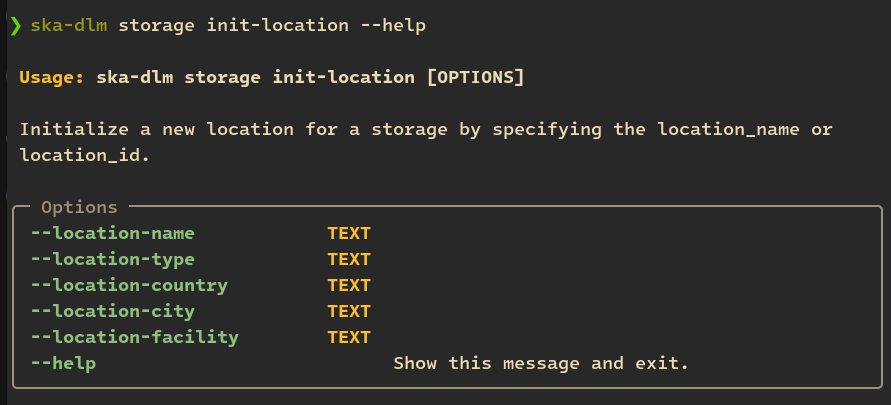 ❯ ska-dlm storage init-location --help
Usage: ska-dlm storage init-location [OPTIONS]
Initialize a new location for a storage by specifying the location_name or
location_id.
Options
--location-name TEXT
--location-type TEXT
--location-country TEXT
--location-city TEXT
--location-facility TEXT
--help Show this message and exit.